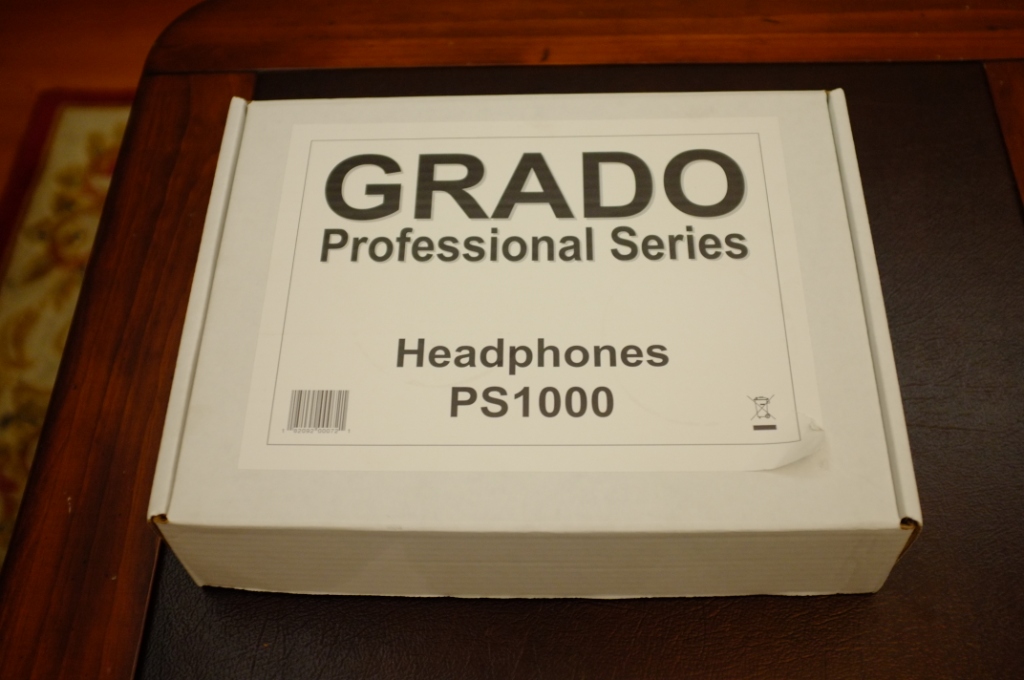 GRADO
Professional Series
Headphones
PS1000